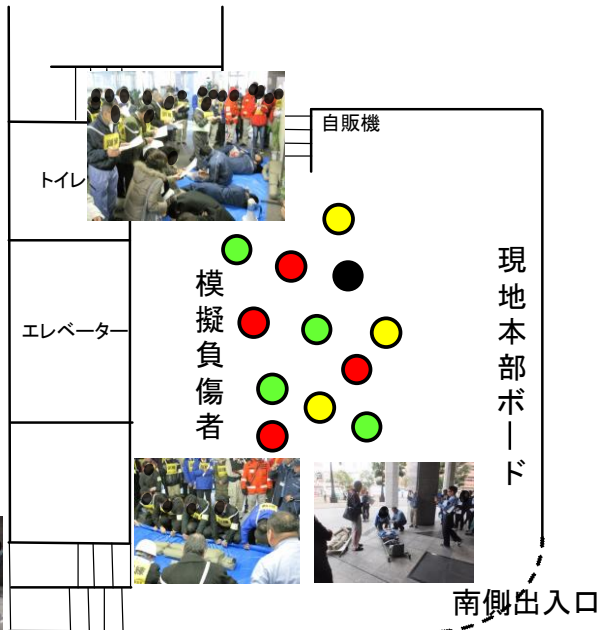 自販機
トイレ
エレベーター
模擬負傷者
現地本部ボード
南側出入口